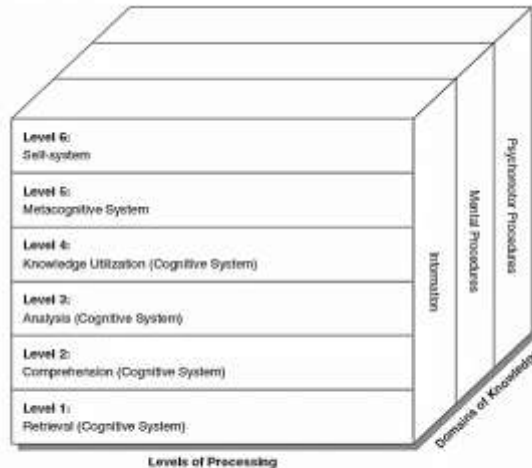 Level 6:
Self-system
Level 5:
Metacognitive System
Level 4:
Knowledge Utilization (Cognitive System)
Level 3:
Analysis (Cognitive System)
Level 2:
Comprehension (Cognitive System)
Level 1:
Retrieval (Cognitive System)
Information
Mental Procedures
Psychomotor Procedures
Levels of Processing
Domains of Knowledge